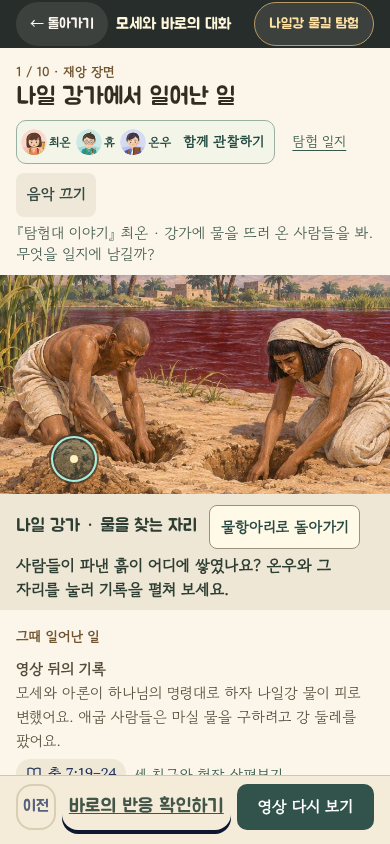 ← 돌아가기 모세와 바로의 대화 나일강 물길 탐험
1 / 10 · 재앙 장면
나일 강가에서 일어난 일
최온 휴 온우 함께 관찰하기 탐험 일지
음악 끄기
『탐험대 이야기』 최온 · 강가에 물을 뜨러 온 사람들을 봐.
무엇을 일지에 남길까?
나일 강가 · 물을 찾는 자리 물항아리로 돌아가기
사람들이 파낸 흙이 어디에 쌓였나요? 온우와 그
자리를 눌러 기록을 펼쳐 보세요.
그때 일어난 일
영상 뒤의 기록
모세와 아론이 하나님의 명령대로 하자 나일강 물이 피로
변했어요. 애굽 사람들은 마실 물을 구하려고 강 둘레를
팠어요.
출 7:19–24 세 친구와 현장 살펴보기
이전 바로의 반응 확인하기 영상 다시 보기